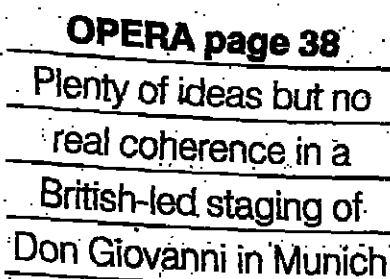 OPERA page 38
Plenty of ideas but no
real coherence in a
British-led staging of
Don Giovanni in Munich